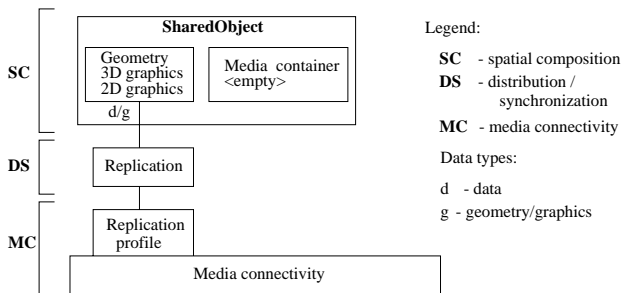 SharedObject
SC
Geometry
3D graphics
2D graphics
Media container
<empty>
d/g
DS
Replication
MC
Replication
profile
Media connectivity
Legend:
SC - spatial composition
DS - distribution /
synchronization
MC - media connectivity
Data types:
d - data
g - geometry/graphics